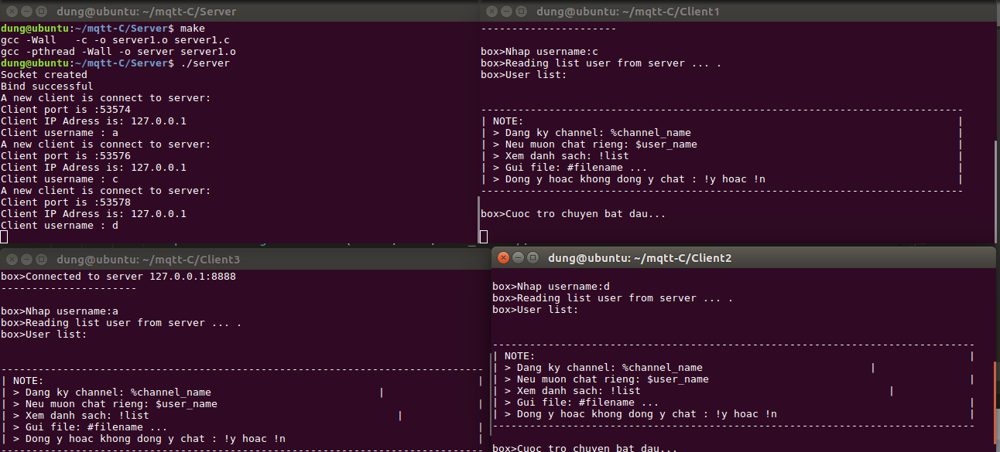 dung@ubuntu: ~/mqtt-C/Server
dung@ubuntu:~/mqtt-C/Server$ make
gcc -Wall   -c -o server1.o server1.c
gcc -pthread -Wall -o server server1.o
dung@ubuntu:~/mqtt-C/Server$ ./server
Socket created
Bind successful
A new client is connect to server:
Client port is :53574
Client IP Adress is: 127.0.0.1
Client username : a
A new client is connect to server:
Client port is :53576
Client IP Adress is: 127.0.0.1
Client username : c
A new client is connect to server:
Client port is :53578
Client IP Adress is: 127.0.0.1
Client username : d
dung@ubuntu: ~/mqtt-C/Client1
----------------------
box>Nhap username:c
box>Reading list user from server ... .
box>User list:
------------------------------------------------------------------------------
| NOTE: |
| > Dang ky channel: %channel_name |
| > Neu muon chat rieng: $user_name |
| > Xem danh sach: !list |
| > Gui file: #filename ... |
| > Dong y hoac khong dong y chat : !y hoac !n |
------------------------------------------------------------------------------
box>Cuoc tro chuyen bat dau...
dung@ubuntu: ~/mqtt-C/Client3
box>Connected to server 127.0.0.1:8888
----------------------
box>Nhap username:a
box>Reading list user from server ... .
box>User list:
------------------------------------------------------------------------------
| NOTE: |
| > Dang ky channel: %channel_name |
| > Neu muon chat rieng: $user_name |
| > Xem danh sach: !list |
| > Gui file: #filename ... |
| > Dong y hoac khong dong y chat : !y hoac !n |
------------------------------------------------------------------------------
dung@ubuntu: ~/mqtt-C/Client2
box>Nhap username:d
box>Reading list user from server ... .
box>User list:
------------------------------------------------------------------------------
| NOTE: |
| > Dang ky channel: %channel_name |
| > Neu muon chat rieng: $user_name |
| > Xem danh sach: !list |
| > Gui file: #filename ... |
| > Dong y hoac khong dong y chat : !y hoac !n |
------------------------------------------------------------------------------
box>Cuoc tro chuyen bat dau...